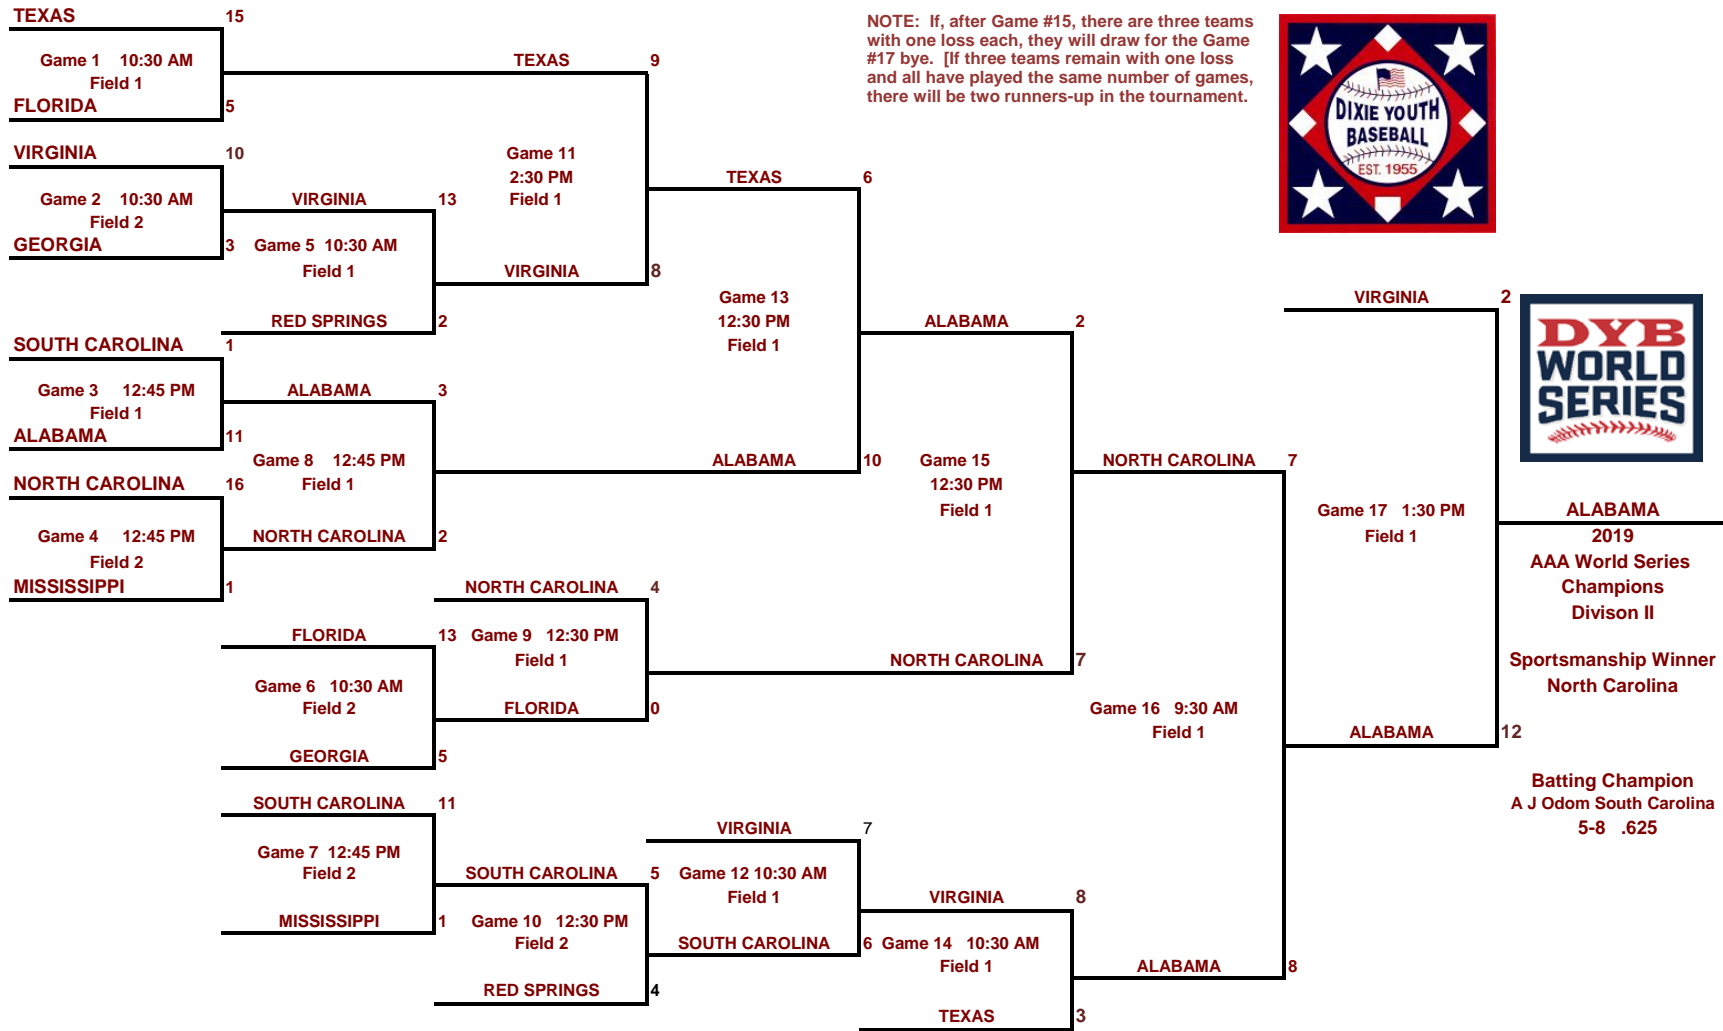 TEXAS 15
Game 1 10:30 AM
Field 1
FLORIDA 5
VIRGINIA 10
Game 2 10:30 AM
Field 2
GEORGIA 3
SOUTH CAROLINA 1
Game 3 12:45 PM
Field 1
ALABAMA 11
NORTH CAROLINA 16
Game 4 12:45 PM
Field 2
MISSISSIPPI 1
VIRGINIA 13
Game 5 10:30 AM
Field 1
RED SPRINGS 2
ALABAMA 3
Game 8 12:45 PM
Field 1
NORTH CAROLINA 2
FLORIDA 13
Game 6 10:30 AM
Field 2
GEORGIA 5
SOUTH CAROLINA 11
Game 7 12:45 PM
Field 2
MISSISSIPPI 1
TEXAS 9
Game 11
2:30 PM
Field 1
VIRGINIA 8
NORTH CAROLINA 4
Game 9 12:30 PM
Field 1
FLORIDA 0
SOUTH CAROLINA 5
Game 10 12:30 PM
Field 2
RED SPRINGS 4
TEXAS 6
Game 13
12:30 PM
Field 1
ALABAMA 10
VIRGINIA 7
Game 12 10:30 AM
Field 1
SOUTH CAROLINA 6
ALABAMA 2
Game 15
12:30 PM
Field 1
NORTH CAROLINA 7
VIRGINIA 8
Game 14 10:30 AM
Field 1
TEXAS 3
NORTH CAROLINA 7
Game 16 9:30 AM
Field 1
ALABAMA 8
VIRGINIA 2
Game 17 1:30 PM
Field 1
ALABAMA 12
NOTE: If, after Game #15, there are three teams
with one loss each, they will draw for the Game
#17 bye. [If three teams remain with one loss
and all have played the same number of games,
there will be two runners-up in the tournament.
DIXIE YOUTH
BASEBALL
EST. 1955
DYB
WORLD
SERIES
ALABAMA
2019
AAA World Series
Champions
Divison II
Sportsmanship Winner
North Carolina
Batting Champion
A J Odom South Carolina
5-8 .625